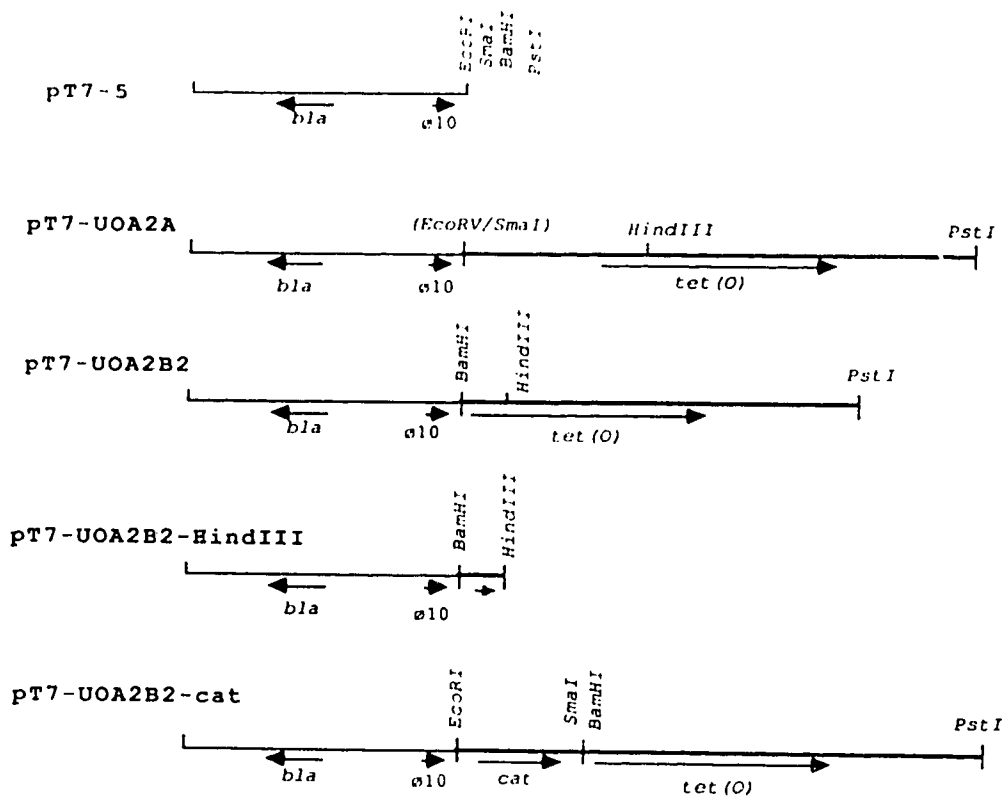 EcoRI
SmaI
BamHI
PstI
pT7-5
bla
ø10
pT7-UOA2A
(EcoRV/SmaI)
HindIII
PstI
bla
ø10
tet(O)
pT7-UOA2B2
BamHI
HindIII
PstI
bla
ø10
tet(O)
pT7-UOA2B2-HindIII
BamHI
HindIII
bla
ø10
pT7-UOA2B2-cat
EcoRI
SmaI
BamHI
PstI
bla
ø10
cat
tet(O)